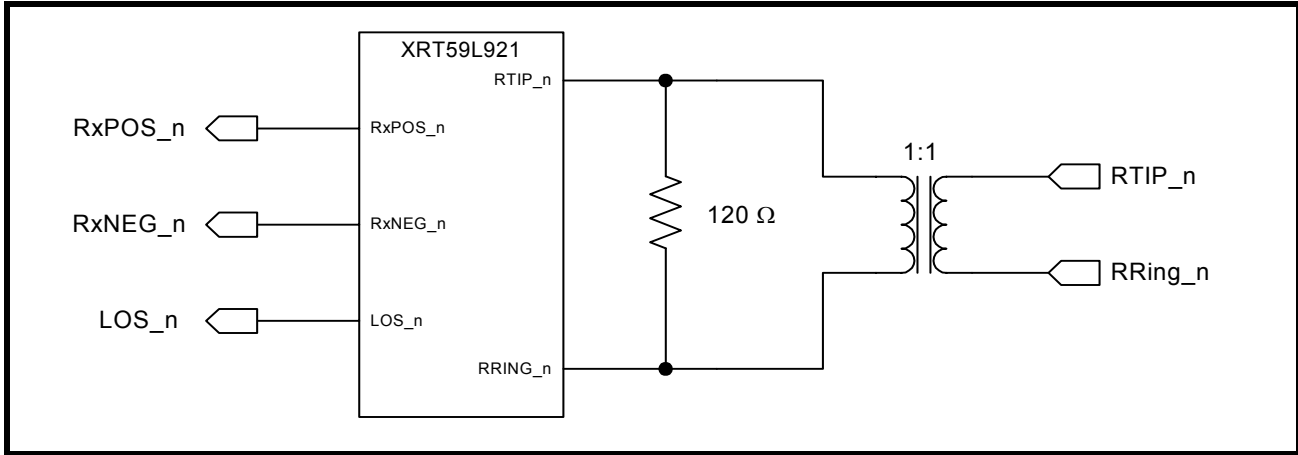 XRT59L921
RTIP_n
RxPOS_n
RxPOS_n
1:1
RTIP_n
RxNEG_n
RxNEG_n
120 Ω
RRing_n
LOS_n
LOS_n
RRING_n